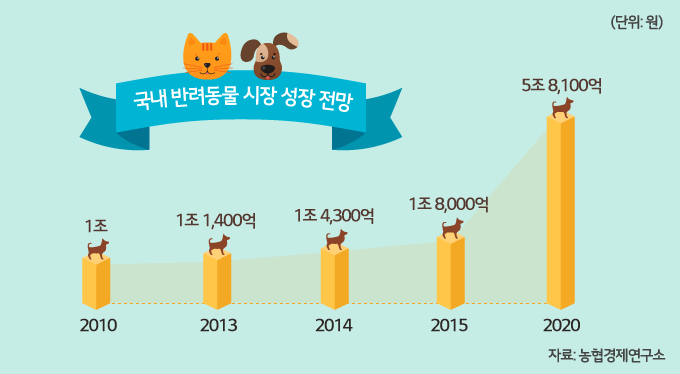 (단위: 원)
국내 반려동물 시장 성장 전망
5조 8,100억
1조 8,000억
1조 4,300억
1조 1,400억
1조
2010
2013
2014
2015
2020
자료: 농협경제연구소